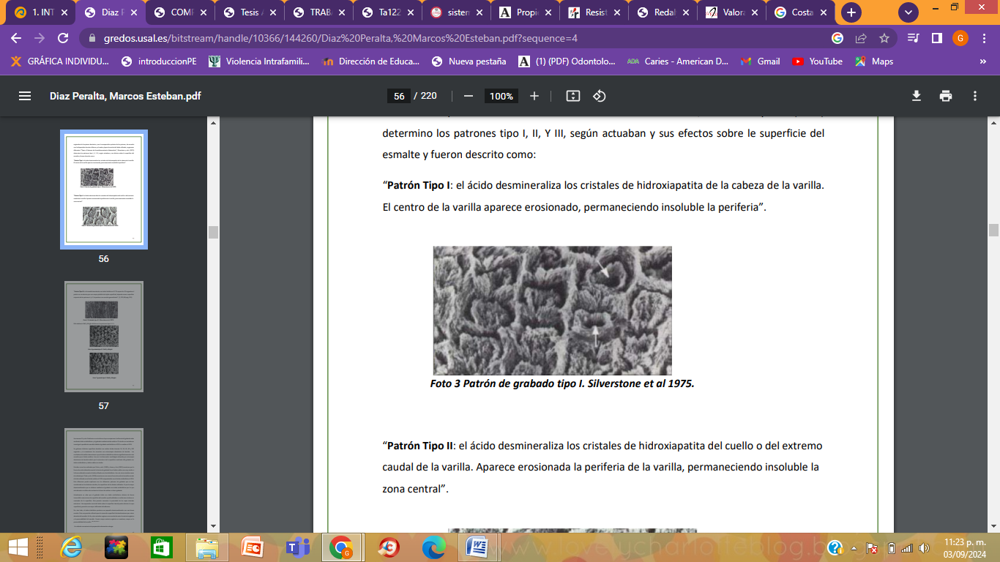 1. INT
Diaz P
COMP
Tesis A
TRABA
Ta122
sistem
Propie
Resist
Redal
Valora
Costa
gredos.usal.es/bitstream/handle/10366/144260/Diaz%20Peralta,%20Marcos%20Esteban.pdf?sequence=4
G
GRÁFICA INDIVIDU...
introduccionPE
Violencia Intrafamili...
Dirección de Educa...
Nueva pestaña
(1) (PDF) Odontolo...
Caries - American D...
Gmail
YouTube
Maps
»
Diaz Peralta, Marcos Esteban.pdf
56 / 220
100%
56
57
determino los patrones tipo I, II, Y III, según actuaban y sus efectos sobre le superficie del
esmalte y fueron descrito como:
“Patrón Tipo I: el ácido desmineraliza los cristales de hidroxiapatita de la cabeza de la varilla.
El centro de la varilla aparece erosionado, permaneciendo insoluble la periferia”.
Foto 3 Patrón de grabado tipo I. Silverstone et al 1975.
“Patrón Tipo II: el ácido desmineraliza los cristales de hidroxiapatita del cuello o del extremo
caudal de la varilla. Aparece erosionada la periferia de la varilla, permaneciendo insoluble la
zona central”.
11:23 p. m.
03/09/2024